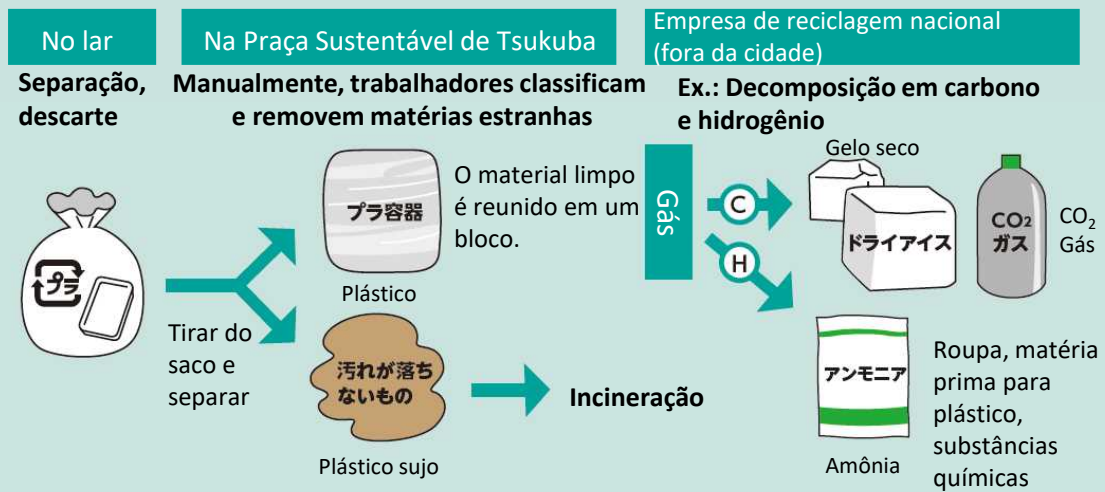 No lar
Na Praça Sustentável de Tsukuba
Empresa de reciclagem nacional
(fora da cidade)
Separação,
descarte
Manualmente, trabalhadores classificam
e removem matérias estranhas
Ex.: Decomposição em carbono
e hidrogênio
プラ
Tirar do
saco e
separar
プラ容器
Plástico
O material limpo
é reunido em um
bloco.
汚れが落ち
ないもの
Plástico sujo
Incineração
Gás
C
H
Gelo seco
ドライアイス
CO₂
ガス
CO₂
Gás
アンモニア
Amônia
Roupa, matéria
prima para
plástico,
substâncias
químicas